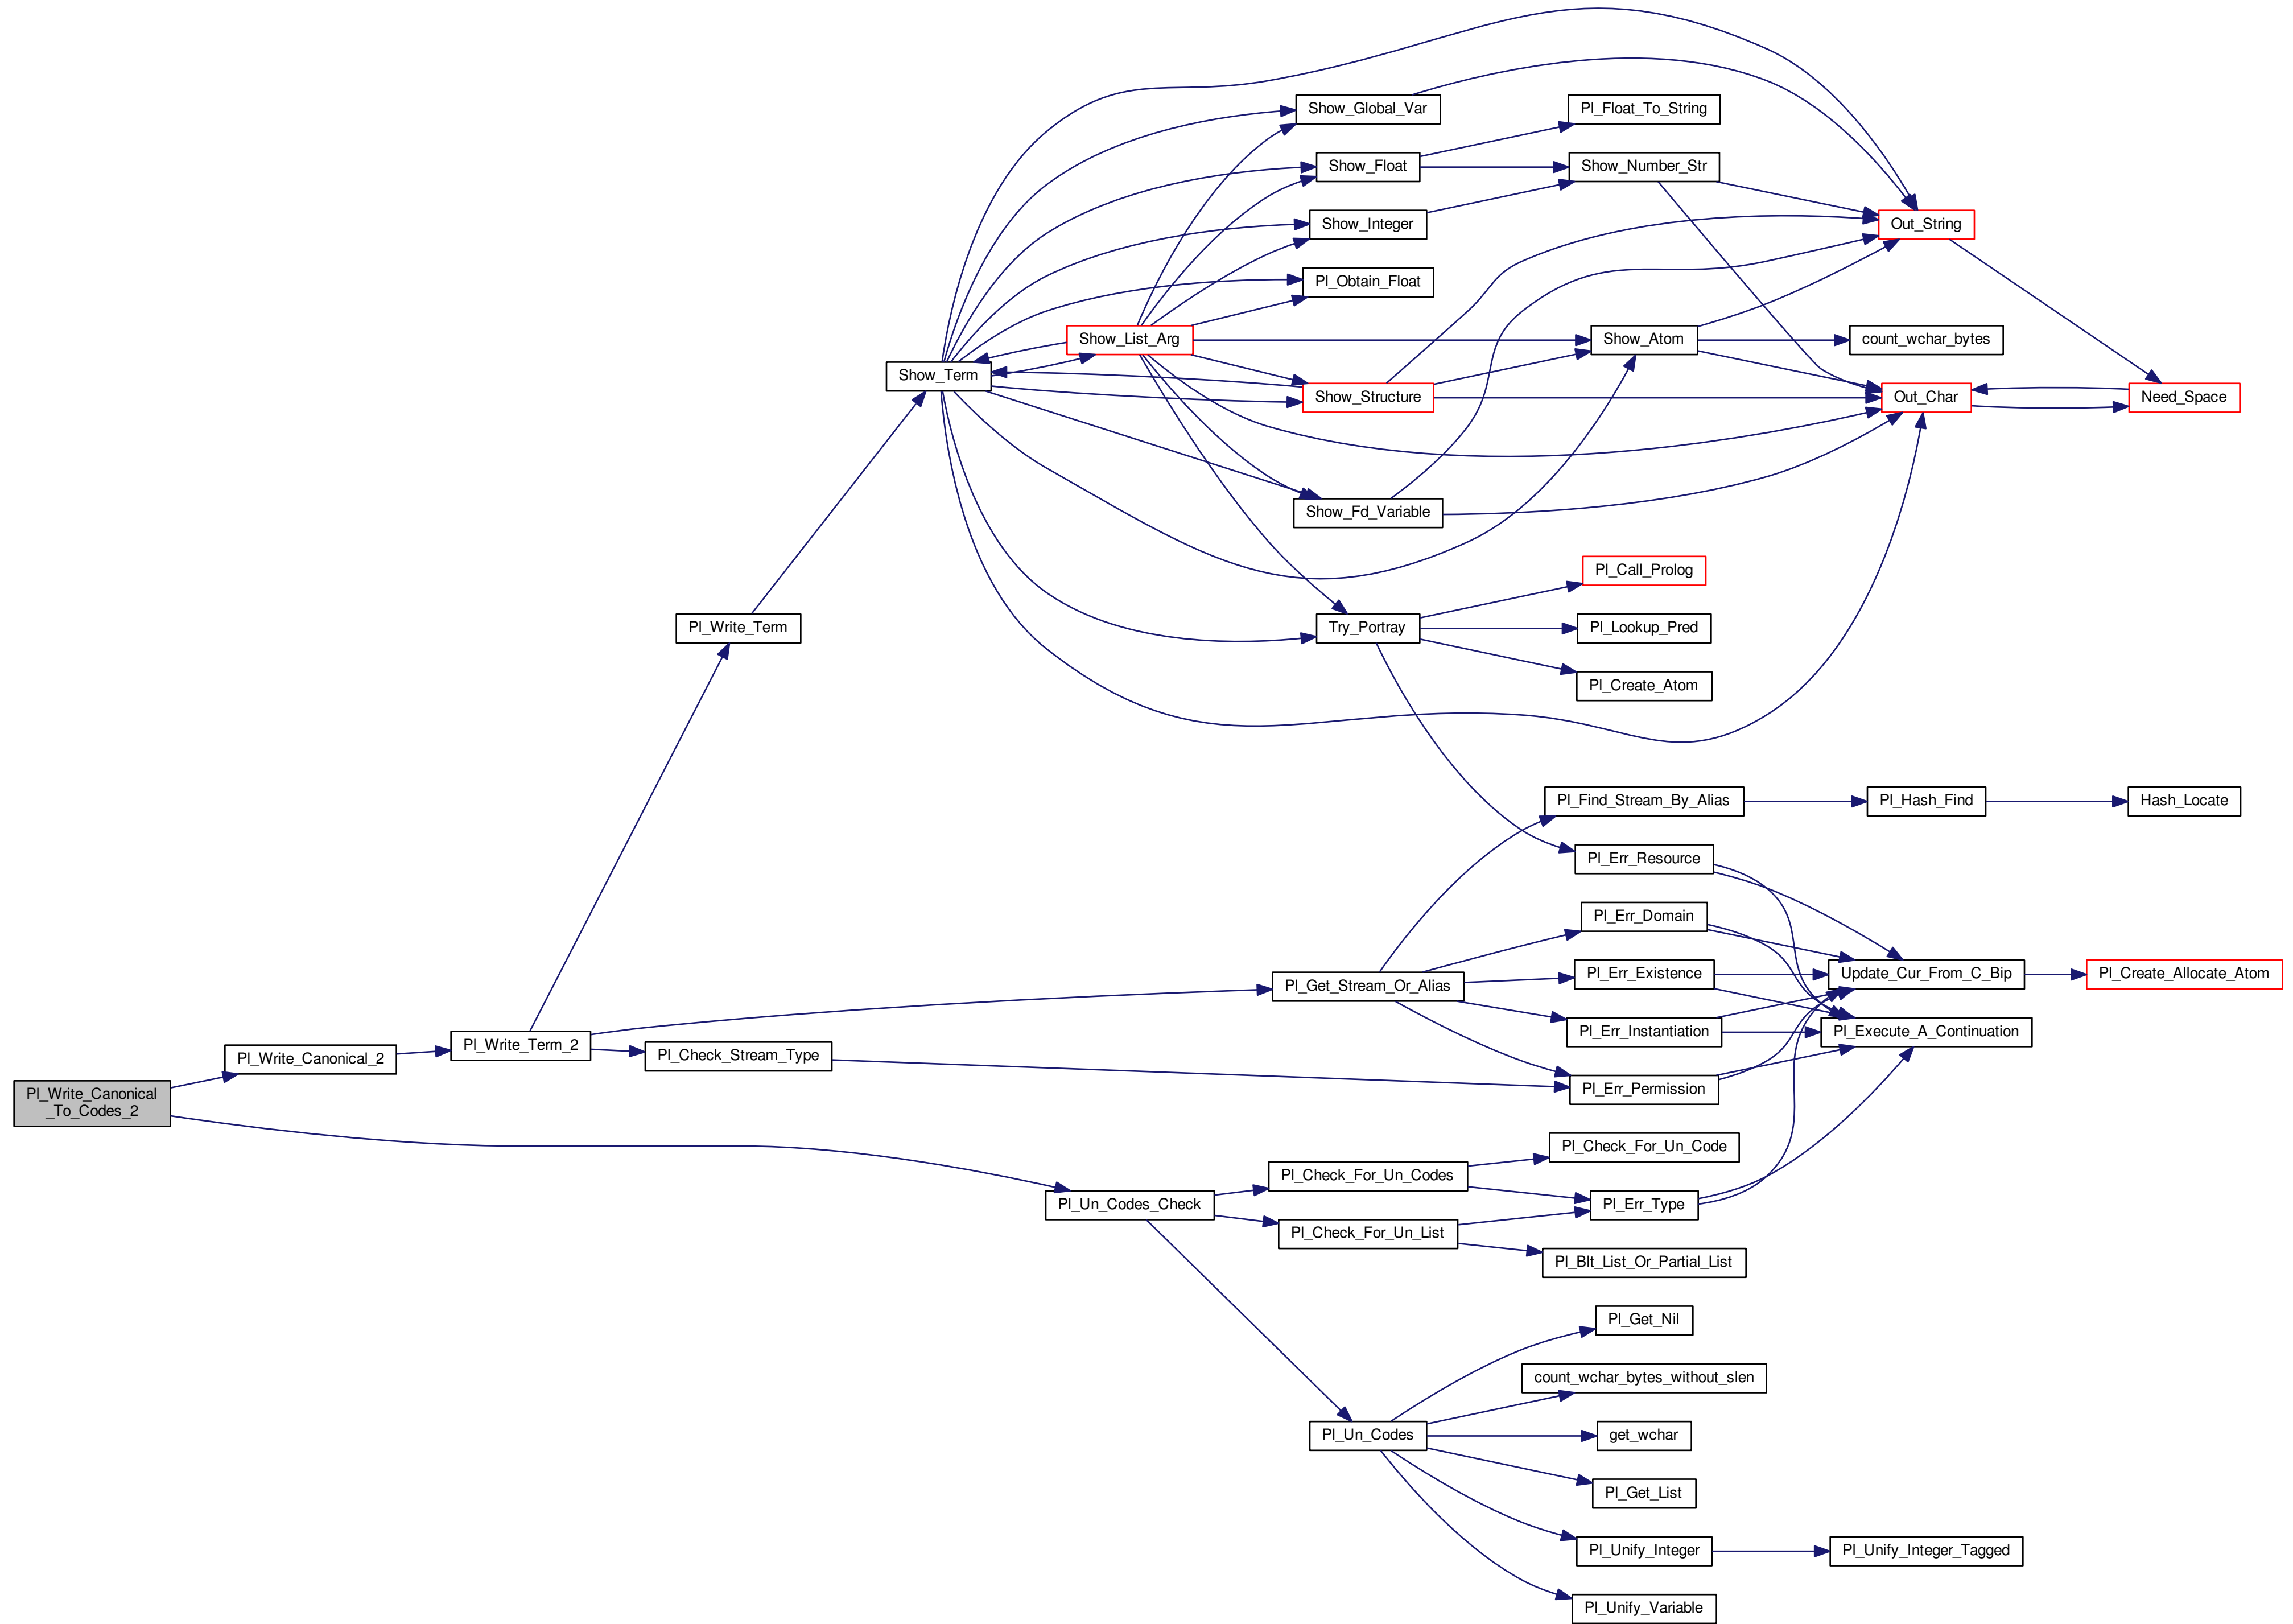 Show_Global_Var
Pl_Float_To_String
Show_Float
Show_Number_Str
Show_Integer
Out_String
Pl_Obtain_Float
Show_List_Arg
Show_Atom
count_wchar_bytes
Show_Term
Show_Structure
Out_Char
Need_Space
Show_Fd_Variable
Pl_Call_Prolog
Pl_Write_Term
Try_Portray
Pl_Lookup_Pred
Pl_Create_Atom
Pl_Find_Stream_By_Alias
Pl_Hash_Find
Hash_Locate
Pl_Err_Resource
Pl_Err_Domain
Pl_Get_Stream_Or_Alias
Pl_Err_Existence
Update_Cur_From_C_Bip
Pl_Create_Allocate_Atom
Pl_Err_Instantiation
Pl_Execute_A_Continuation
Pl_Write_Canonical_2
Pl_Write_Term_2
Pl_Check_Stream_Type
Pl_Err_Permission
Pl_Write_Canonical
_To_Codes_2
Pl_Check_For_Un_Code
Pl_Check_For_Un_Codes
Pl_Un_Codes_Check
Pl_Err_Type
Pl_Check_For_Un_List
Pl_Blt_List_Or_Partial_List
Pl_Get_Nil
count_wchar_bytes_without_slen
Pl_Un_Codes
get_wchar
Pl_Get_List
Pl_Unify_Integer
Pl_Unify_Integer_Tagged
Pl_Unify_Variable